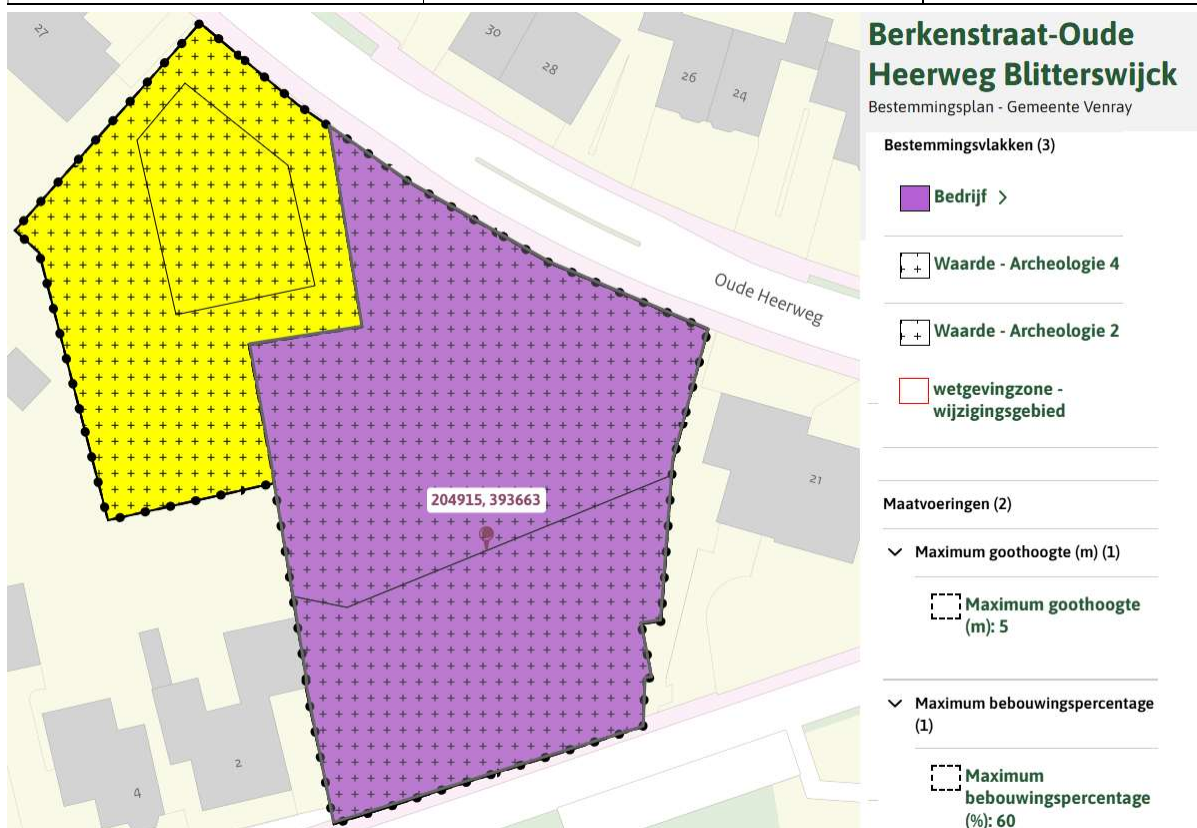 Berkenstraat-Oude
Heerweg Blitterswijck
Bestemmingsplan - Gemeente Venray
Bestemmingsvlakken (3)
Bedrijf >
Waarde - Archeologie 4
Waarde - Archeologie 2
wetgevingzone -
wijzigingsgebied
Maatvoeringen (2)
Maximum goothoogte (m) (1)
Maximum goothoogte
(m): 5
Maximum bebouwingspercentage
(1)
Maximum
bebouwingspercentage
(%): 60
27
30
28
26
24
Oude Heerweg
21
204915, 393663
2
4